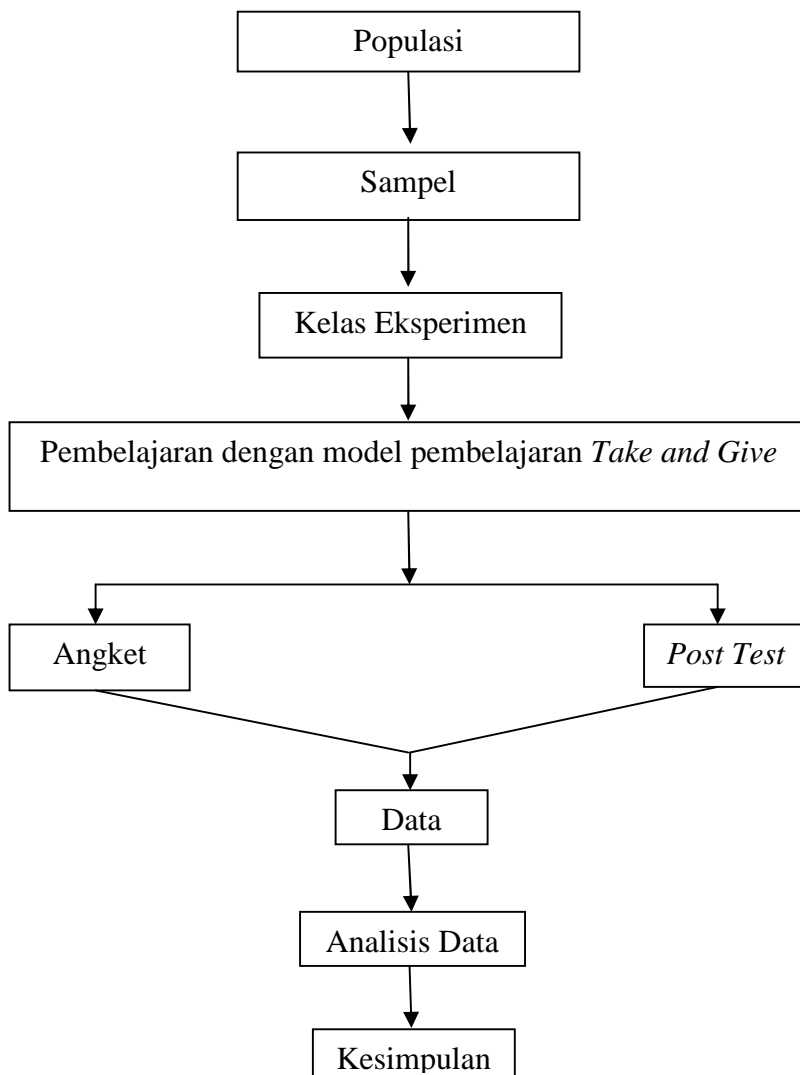 Populasi
Sampel
Kelas Eksperimen
Pembelajaran dengan model pembelajaran Take and Give
Angket
Post Test
Data
Analisis Data
Kesimpulan